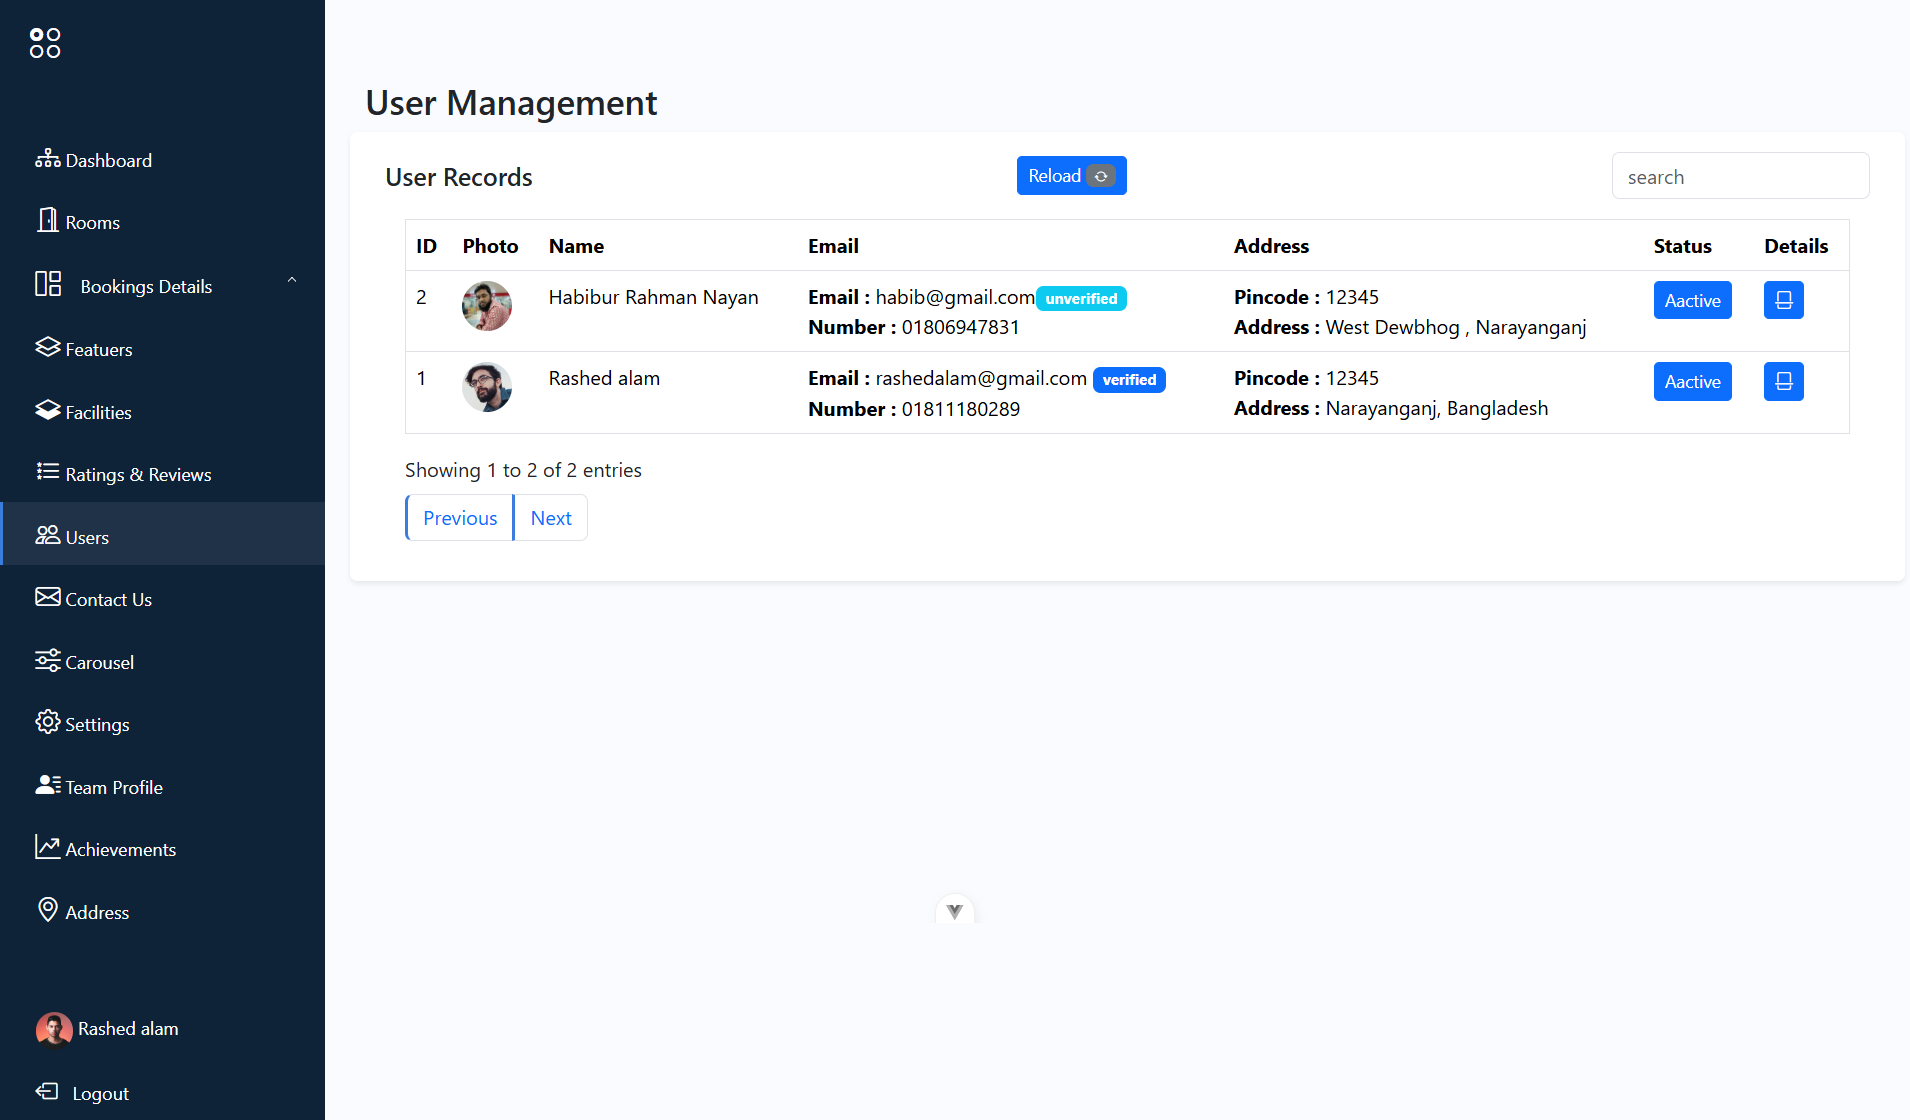 User Management
Dashboard
Rooms
Bookings Details
Featuers
Facilities
Ratings & Reviews
Users
Contact Us
Carousel
Settings
Team Profile
Achievements
Address
Rashed alam
Logout
User Records
Reload
search
ID Photo Name Email Address Status Details
2 Habibur Rahman Nayan Email : habib@gmail.com unverified Pincode : 12345 Aactive
Number : 01806947831 Address : West Dewbhog , Narayanganj
1 Rashed alam Email : rashedalam@gmail.com verified Pincode : 12345 Aactive
Number : 01811180289 Address : Narayanganj, Bangladesh
Showing 1 to 2 of 2 entries
Previous Next